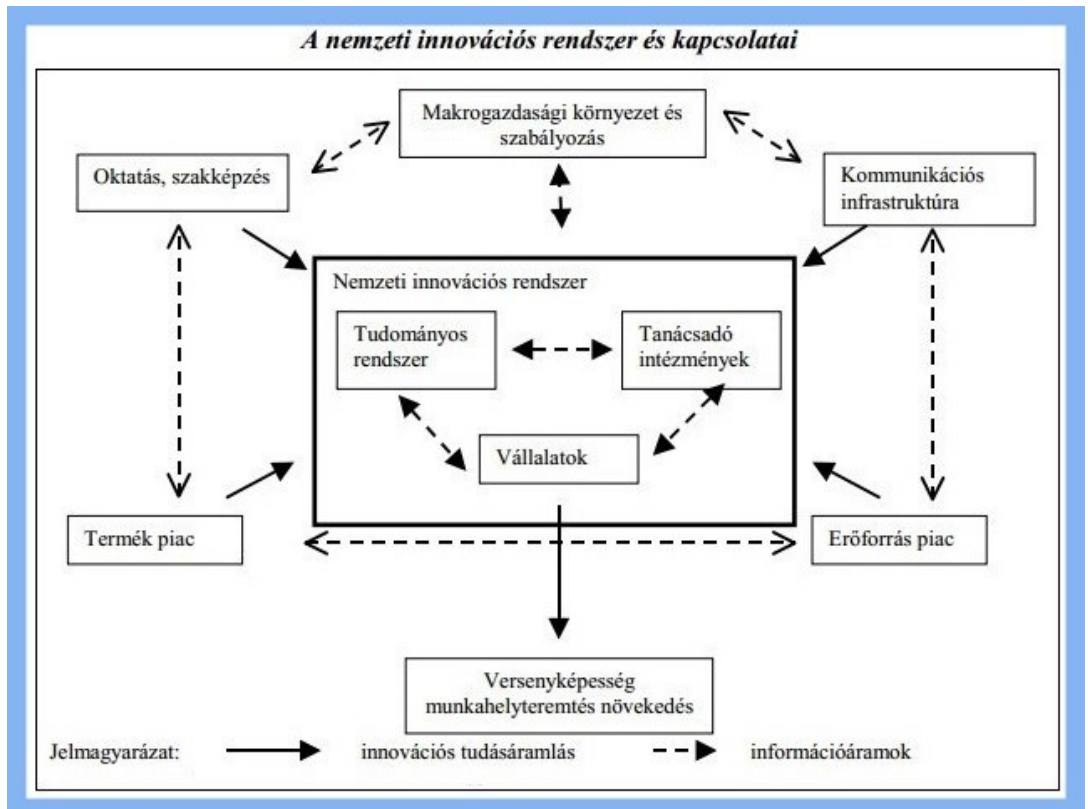 A nemzeti innovációs rendszer és kapcsolatai
Makrogazdasági környezet és
szabályozás
Oktatás, szakképzés
Kommunikációs
infrastruktúra
Nemzeti innovációs rendszer
Tudományos
rendszer
Tanácsadó
intézmények
Vállalatok
Termék piac
Erőforrás piac
Versenyképesség
munkahelyteremtés növekedés
Jelmagyarázat:
innovációs tudásáramlás
információáramok